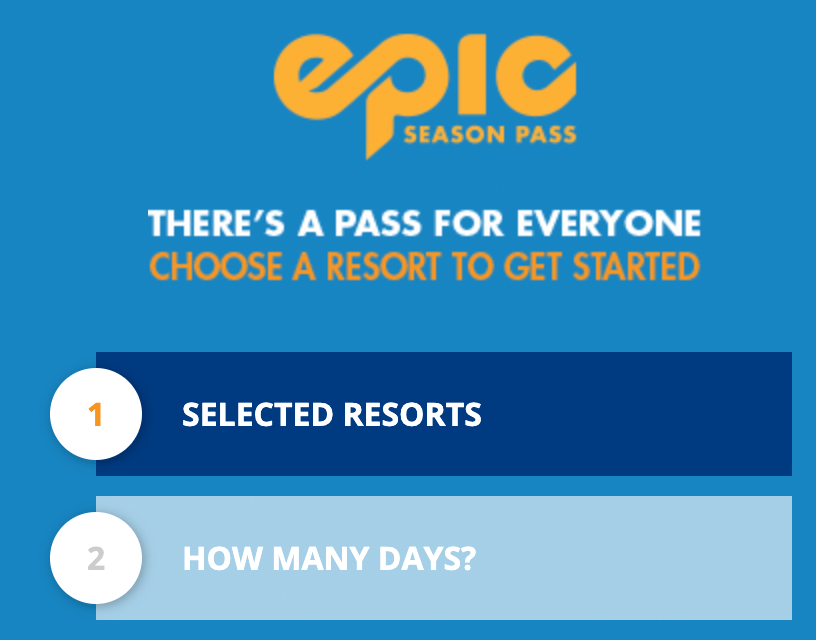 epic
SEASON PASS
THERE'S A PASS FOR EVERYONE
CHOOSE A RESORT TO GET STARTED
1 SELECTED RESORTS
2 HOW MANY DAYS?